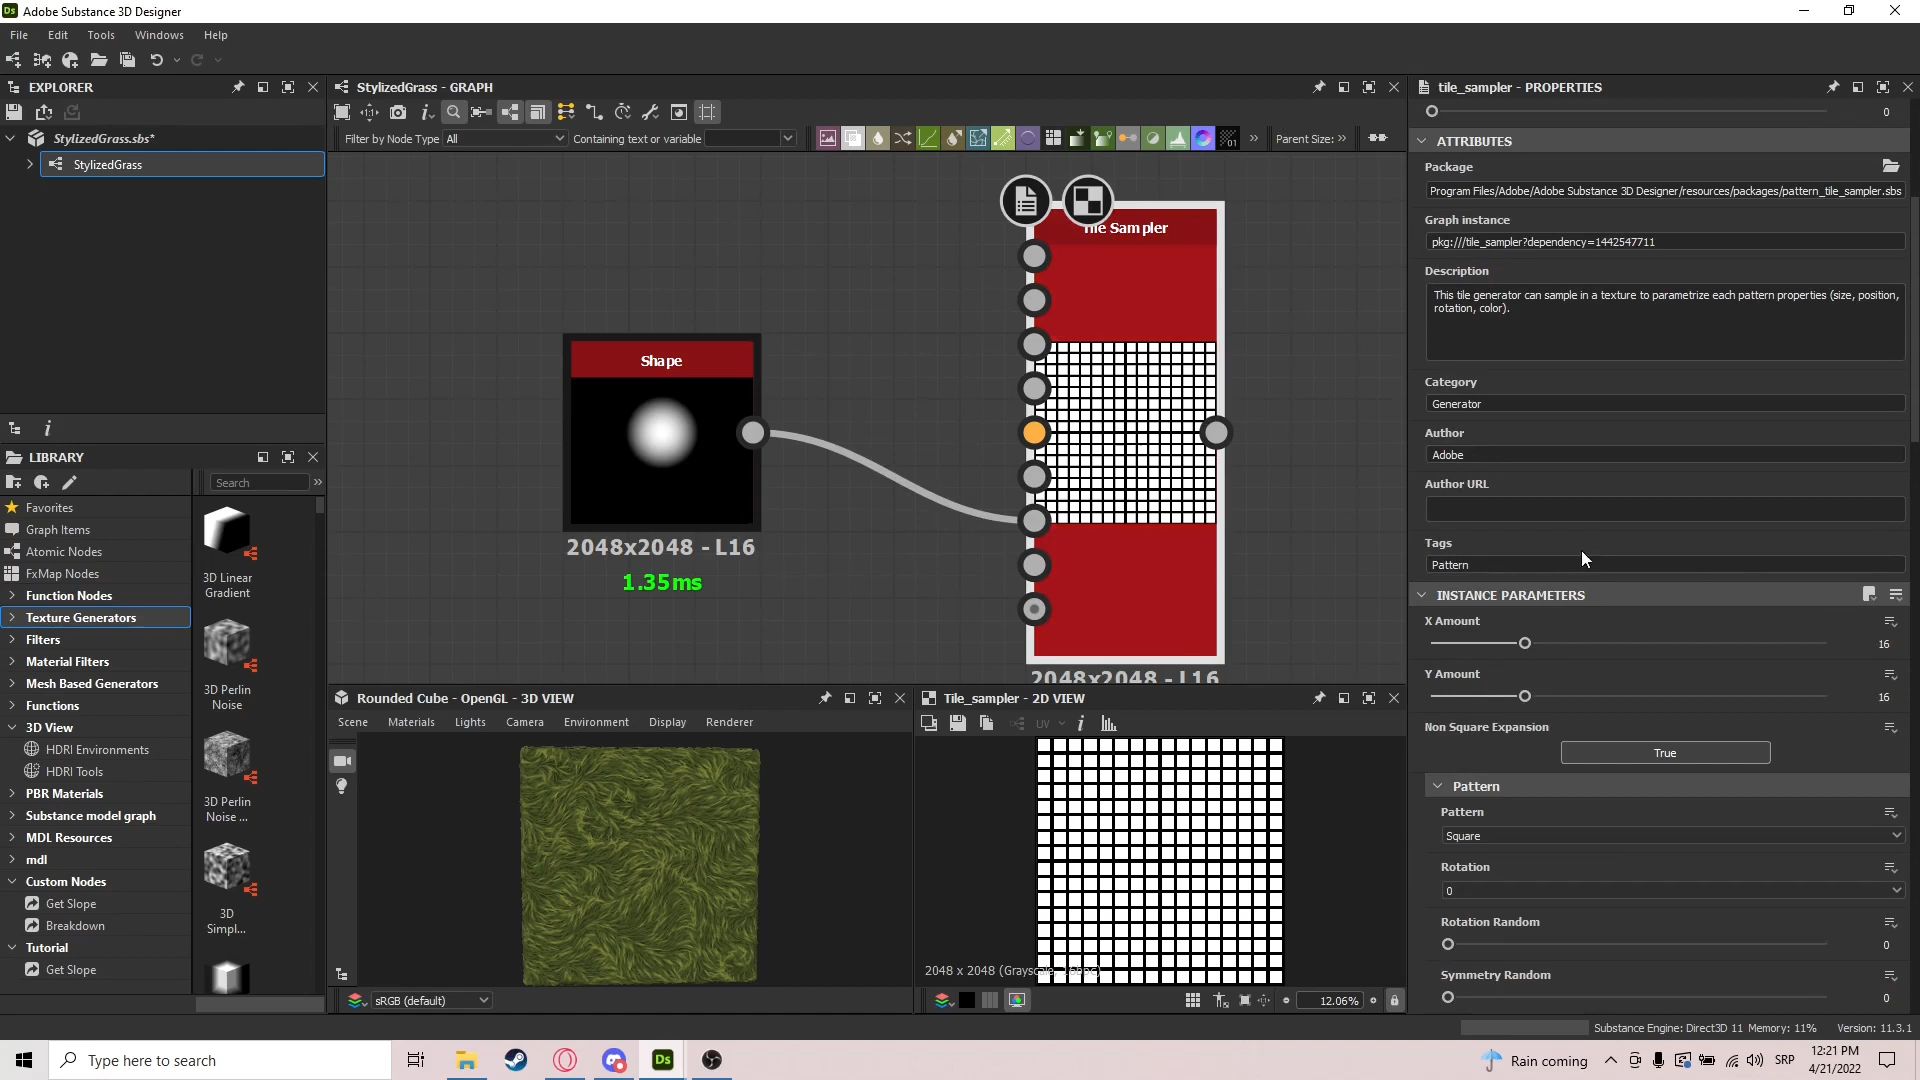 Adobe Substance 3D Designer
File Edit Tools Windows Help
EXPLORER
StylizedGrass.sbs*
StylizedGrass
StylizedGrass - GRAPH
Filter by Node Type All Containing text or variable Parent Size: »
Shape
2048x2048 - L16
1.35ms
Tile Sampler
2048x2048 - L16
LIBRARY
Search
Favorites
Graph Items
Atomic Nodes
FxMap Nodes
Function Nodes
Texture Generators
Filters
Material Filters
Mesh Based Generators
Functions
3D View
HDRI Environments
HDRI Tools
PBR Materials
Substance model graph
MDL Resources
mdl
Custom Nodes
Get Slope
Breakdown
Tutorial
Get Slope
3D Linear
Gradient
3D Perlin
Noise
3D Perlin
Noise ...
3D
Simpl...
Rounded Cube - OpenGL - 3D VIEW
Scene Materials Lights Camera Environment Display Renderer
sRGB (default)
Tile_sampler - 2D VIEW
UV
2048 x 2048 (Grayscale, 16bpc)
12.06%
tile_sampler - PROPERTIES
0
ATTRIBUTES
Package
Program Files/Adobe/Adobe Substance 3D Designer/resources/packages/pattern_tile_sampler.sbs
Graph instance
pkg:///tile_sampler?dependency=1442547711
Description
This tile generator can sample in a texture to parametrize each pattern properties (size, position,
rotation, color).
Category
Generator
Author
Adobe
Author URL
Tags
Pattern
INSTANCE PARAMETERS
X Amount
16
Y Amount
16
Non Square Expansion
True
Pattern
Pattern
Square
Rotation
0
Rotation Random
0
Symmetry Random
0
Substance Engine: Direct3D 11 Memory: 11% Version: 11.3.1
Type here to search
Ds
Rain coming
SRP
12:21 PM
4/21/2022